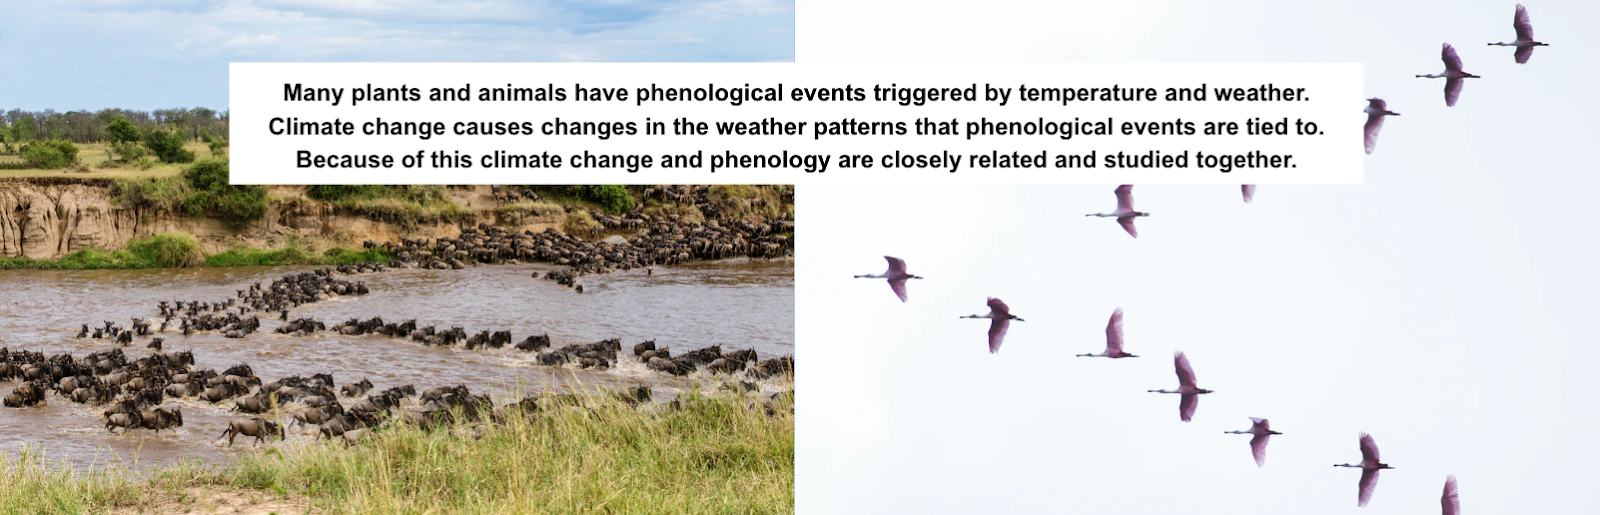 Many plants and animals have phenological events triggered by temperature and weather.
Climate change causes changes in the weather patterns that phenological events are tied to.
Because of this climate change and phenology are closely related and studied together.